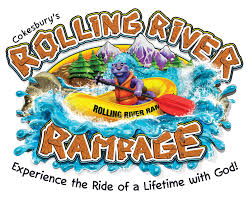 Cokesbury's
ROLLING RIVER
ROLLING RIVER RAM
RAMPAGE
Experience the Ride of a Lifetime with God!